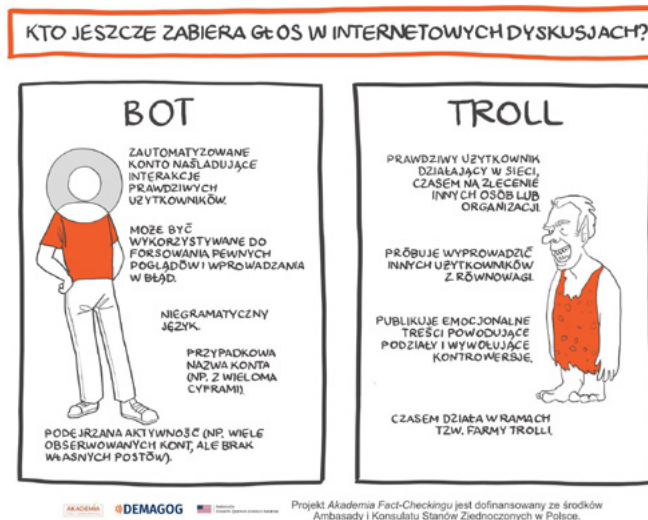 KTO JESZCZE ZABIERA GŁOS W INTERNETOWYCH DYSKUSJACH?
BOT
ZAUTOMATYZOWANE
KONTO NAŚLADUJĄCE
INTERAKCJE
PRAWDZIWYCH
UŻYTKOWNIKÓW.
MOŻE BYĆ
WYKORZYSTYWANE DO
FORSOWANIA PEWNYCH
POGLĄDÓW I WPROWADZANIA
W BŁĄD.
NIEGRAMATYCZNY
JĘZYK.
PRZYPADKOWA
NAZWA KONTA
(NP. Z WIELOMA
CYFRAMI).
PODEJRZANA AKTYWNOŚĆ (NP. WIELE
OBSERWOWANYCH KONT, ALE BRAK
WŁASNYCH POSTÓW).
TROLL
PRAWDZIWY UŻYTKOWNIK
DZIAŁAJĄCY W SIECI,
CZASEM NA ZLECENIE
INNYCH OSÓB LUB
ORGANIZACJI.
PRÓBUJE WYPROWADZIĆ
INNYCH UŻYTKOWNIKÓW
Z RÓWNOWAGI.
PUBLIKUJE EMOCJONALNE
TREŚCI POWODUJĄCE
PODZIAŁY I WYWOŁUJĄCE
KONTROWERSJE.
CZASEM DZIAŁA W RAMACH
TZW. FARMY TROLLI.
AKADEMIA
DEMAGOG
Projekt Akademia Fact-Checkingu jest dofinansowany ze środków
Ambasady i Konsulatu Stanów Zjednoczonych w Polsce.